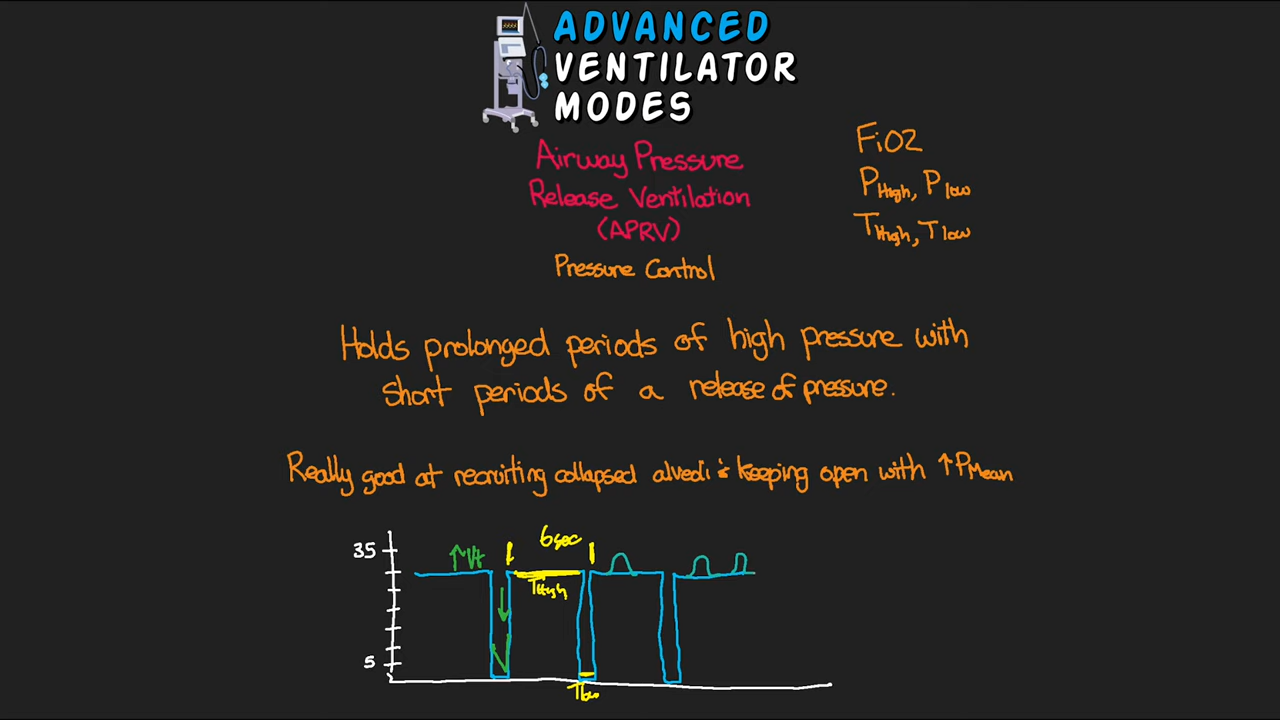 ADVANCED
VENTILATOR
MODES
Airway Pressure
Release Ventilation
(APRV)
Pressure Control
FiO2
PHigh, Plow
THigh, Tlow
Holds prolonged periods of high pressure with
short periods of a release of pressure.
Really good at recruiting collapsed alveoli & keeping open with ↑PMean
35
↑Vt
6sec
THigh
5
Tlow